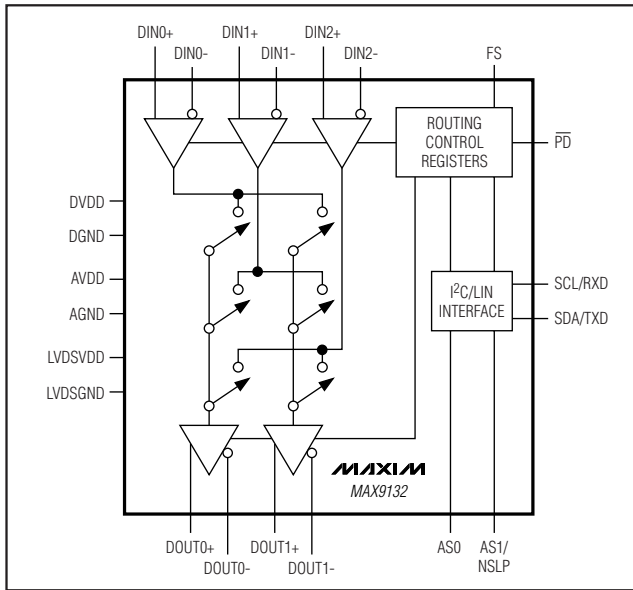 DIN0+ DIN1+ DIN2+
DIN0- DIN1- DIN2- FS
ROUTING
CONTROL
REGISTERS
PD
DVDD
DGND
AVDD
AGND
LVDSVDD
LVDSGND
I2C/LIN
INTERFACE
SCL/RXD
SDA/TXD
MAXIM
MAX9132
DOUT0+ DOUT1+ AS0 AS1/
DOUT0- DOUT1- NSLP